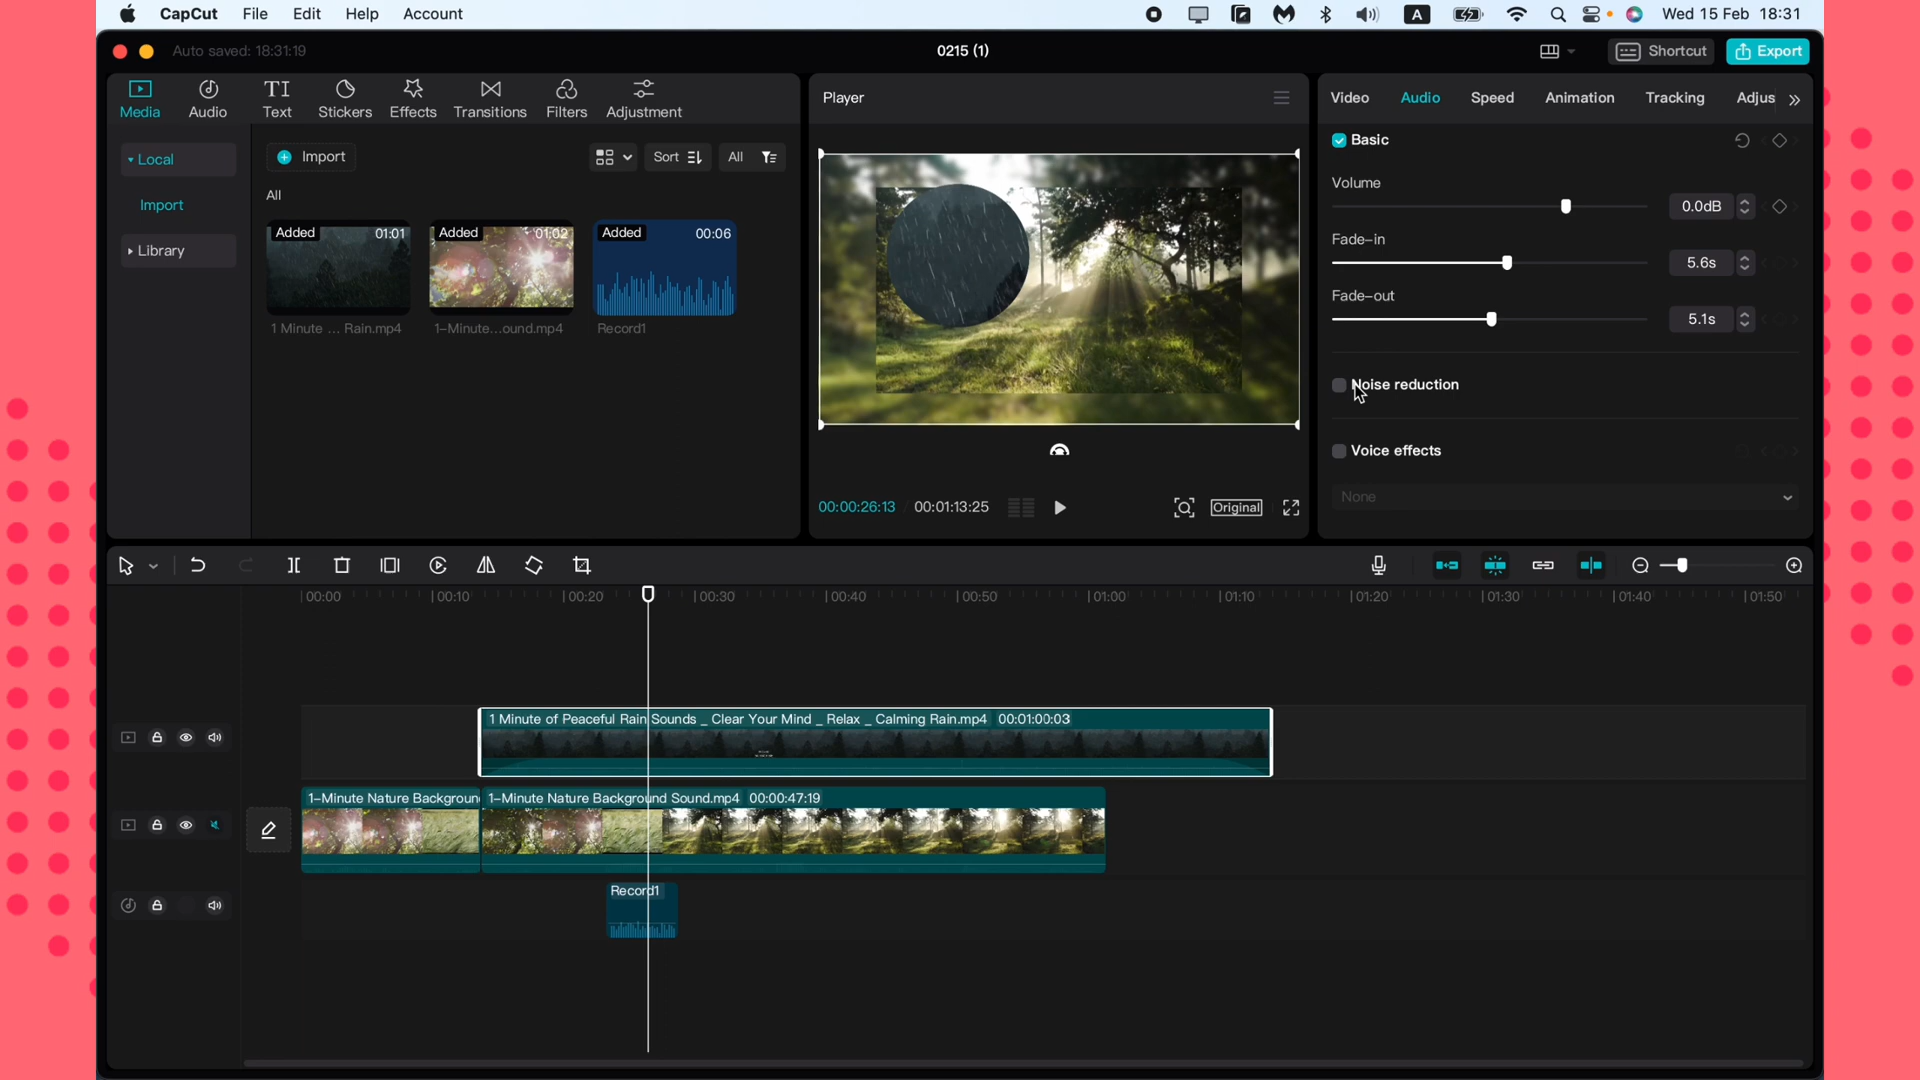 CapCut File Edit Help Account
A
Wed 15 Feb 18:31
Auto saved: 18:31:19
0215 (1)
Shortcut
Export
Media
Audio
TI
Text
Stickers
Effects
Transitions
Filters
Adjustment
Local
Import
Library
Import
Sort
All
All
Added 01:01
1 Minute ... Rain.mp4
Added 01:02
1-Minute...ound.mp4
Added 00:06
Record1
Player
00:00:26:13 00:01:13:25
Original
Video Audio Speed Animation Tracking Adjus
Basic
Volume
0.0dB
Fade-in
5.6s
Fade-out
5.1s
Noise reduction
Voice effects
None
00:00 00:10 00:20 00:30 00:40 00:50 01:00 01:10 01:20 01:30 01:40 01:50
1 Minute of Peaceful Rain Sounds _ Clear Your Mind _ Relax _ Calming Rain.mp4 00:01:00:03
1-Minute Nature Backgroun
1-Minute Nature Background Sound.mp4 00:00:47:19
Record1